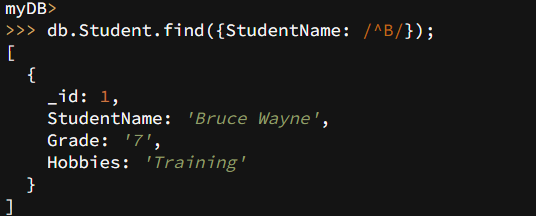 myDB>
>>> db.Student.find({StudentName: /^B/});
[
  {
    _id: 1,
    StudentName: 'Bruce Wayne',
    Grade: '7',
    Hobbies: 'Training'
  }
]